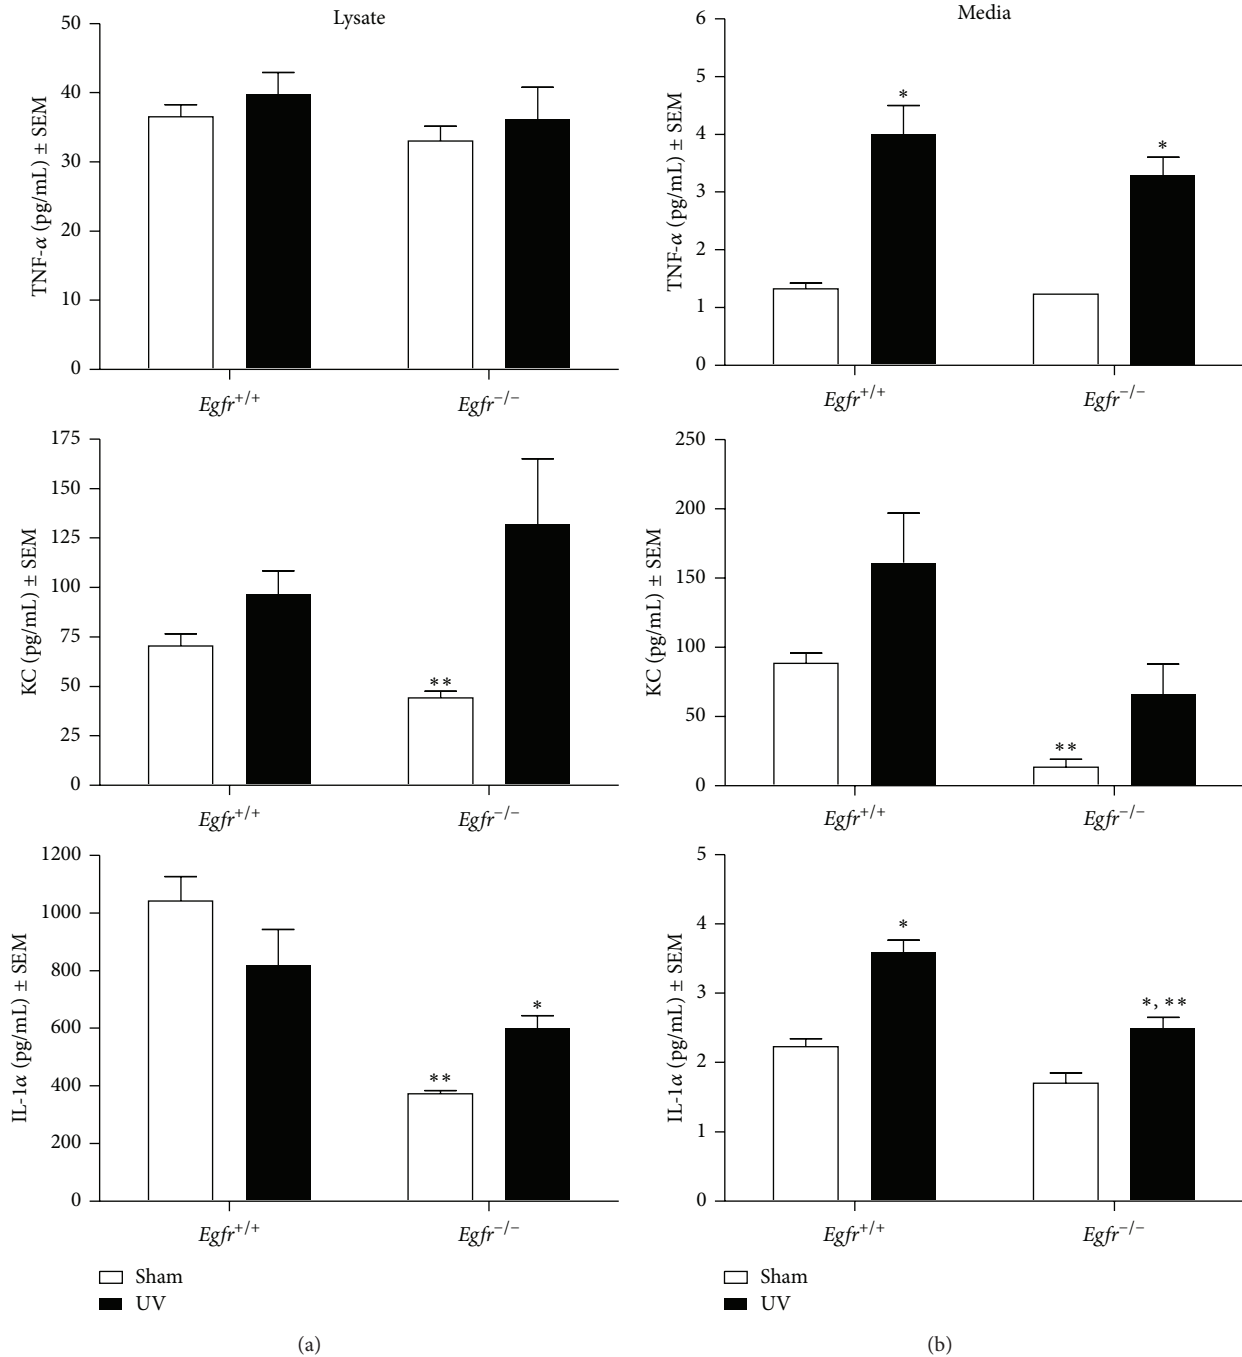 Lysate
TNF-α (pg/mL) ± SEM
50
40
30
20
10
0
Egfr+/+
Egfr−/−
KC (pg/mL) ± SEM
175
150
125
100
75
50
25
0
**
Egfr+/+
Egfr−/−
IL-1α (pg/mL) ± SEM
1200
1000
800
600
400
200
0
**
*
Egfr+/+
Egfr−/−
Sham
UV
(a)
Media
TNF-α (pg/mL) ± SEM
6
5
4
3
2
1
0
*
*
Egfr+/+
Egfr−/−
KC (pg/mL) ± SEM
250
200
150
100
50
0
**
Egfr+/+
Egfr−/−
IL-1α (pg/mL) ± SEM
5
4
3
2
1
0
*
*, **
Egfr+/+
Egfr−/−
Sham
UV
(b)